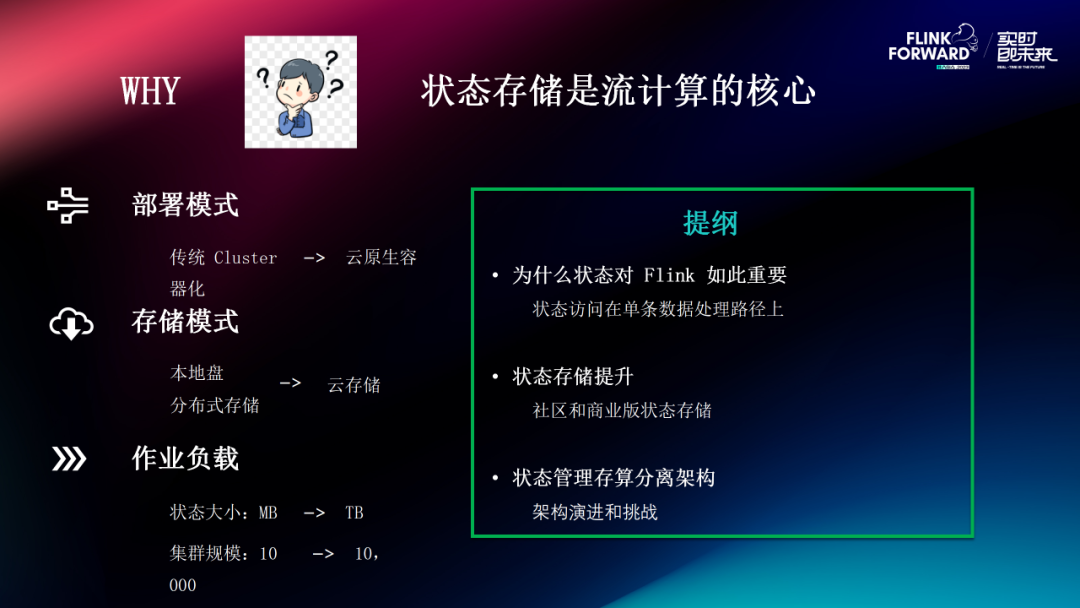 FLINK
FORWARD
实时
即未来
REAL-TIME IS THE FUTURE
WHY
? ? ?
状态存储是流计算的核心
部署模式
传统 Cluster —> 云原生容
器化
存储模式
本地盘
分布式存储
—> 云存储
作业负载
状态大小：MB —> TB
集群规模：10 —> 10,
000
提纲
• 为什么状态对 Flink 如此重要
状态访问在单条数据处理路径上
• 状态存储提升
社区和商业版状态存储
• 状态管理存算分离架构
架构演进和挑战